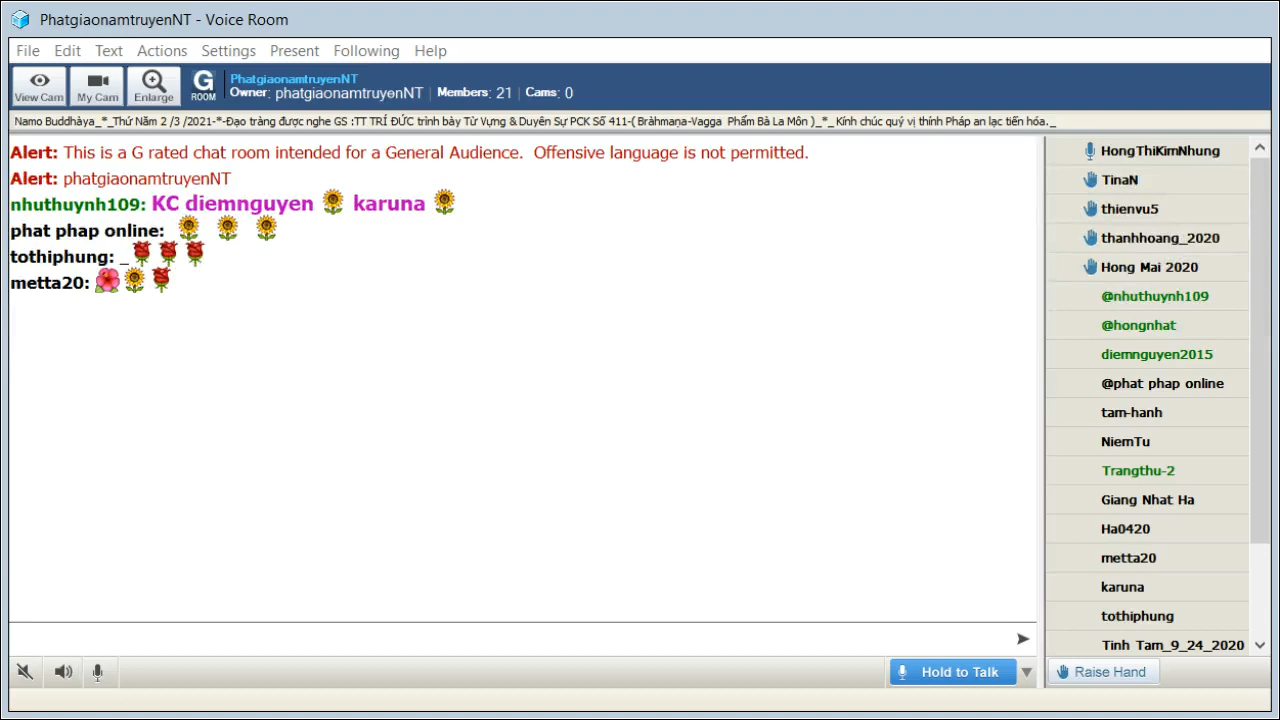 PhatgiaonamtruyenNT - Voice Room
File Edit Text Actions Settings Present Following Help
View Cam My Cam Enlarge G ROOM
PhatgiaonamtruyenNT
Owner: phatgiaonamtruyenNT | Members: 21 | Cams: 0
Namo Buddhàya_*_Thứ Năm 2 /3 /2021-*-Đạo tràng được nghe GS :TT TRÍ ĐỨC trình bày Từ Vựng & Duyên Sự PCK Số 411-( Bràhmaṇa-Vagga Phẩm Bà La Môn )_*_ Kính chúc quý vị thính Pháp an lạc tiến hóa._
Alert: This is a G rated chat room intended for a General Audience. Offensive language is not permitted.
Alert: phatgiaonamtruyenNT
nhuthuynh109: KC diemnguyen karuna
phat phap online:
tothiphung: _
metta20:
HongThiKimNhung
TinaN
thienvu5
thanhhoang_2020
Hong Mai 2020
@nhuthuynh109
@hongnhat
diemnguyen2015
@phat phap online
tam-hanh
NiemTu
Trangthu-2
Giang Nhat Ha
Ha0420
metta20
karuna
tothiphung
Tinh Tam_9_24_2020
Hold to Talk
Raise Hand